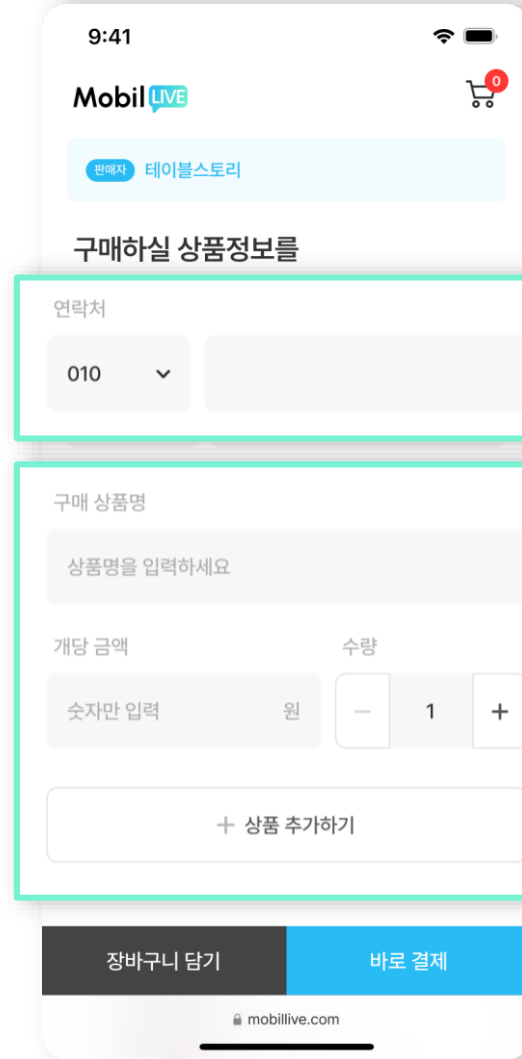 9:41
Mobil LIVE
0
판매자 테이블스토리
구매하실 상품정보를
연락처
010
구매 상품명
상품명을 입력하세요
개당 금액 수량
숫자만 입력 원 − 1 +
+ 상품 추가하기
장바구니 담기 바로 결제
mobillive.com